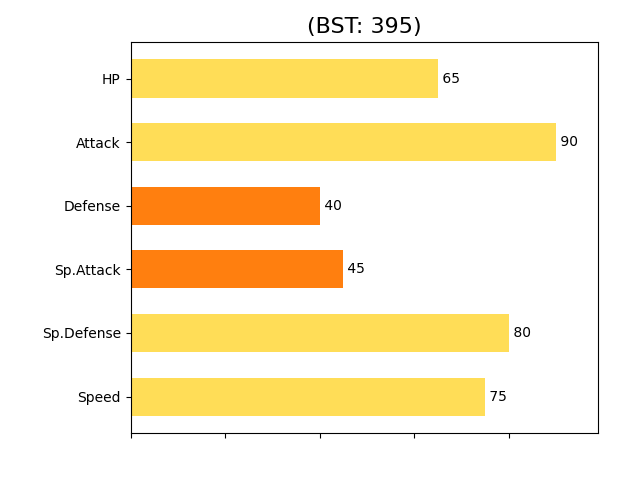 (BST: 395)
HP 65
Attack 90
Defense 40
Sp.Attack 45
Sp.Defense 80
Speed 75